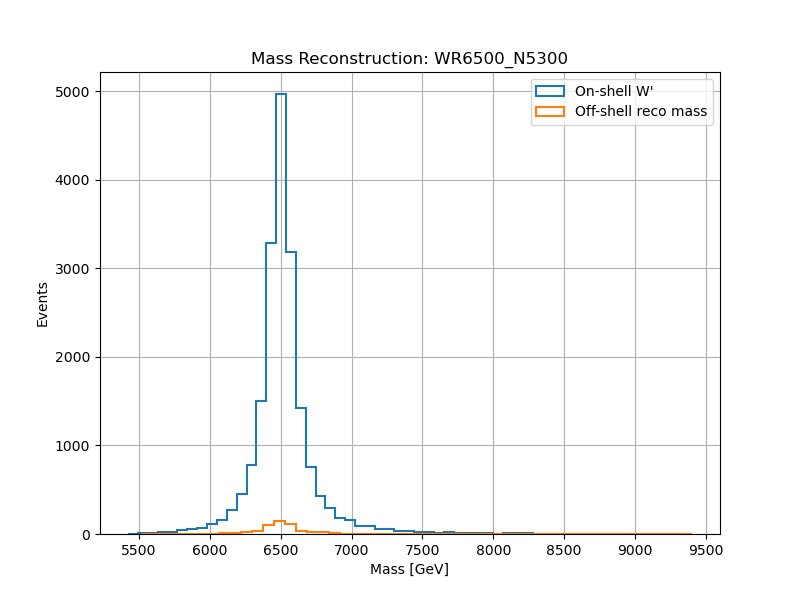 Mass Reconstruction: WR6500_N5300
On-shell W'
Off-shell reco mass
5000
4000
3000
2000
1000
0
Events
5500 6000 6500 7000 7500 8000 8500 9000 9500
Mass [GeV]